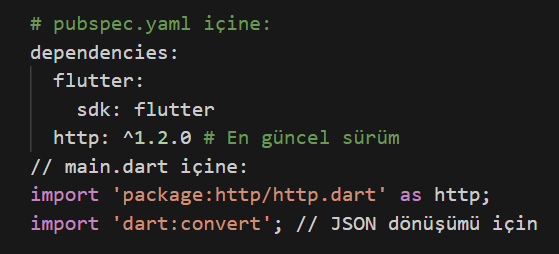 # pubspec.yaml içine:
dependencies:
  flutter:
    sdk: flutter
  http: ^1.2.0 # En güncel sürüm
// main.dart içine:
import 'package:http/http.dart' as http;
import 'dart:convert'; // JSON dönüşümü için